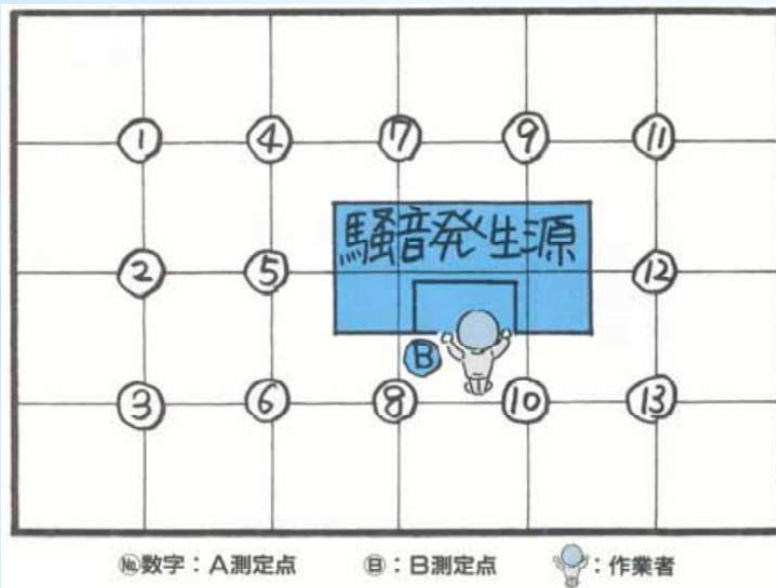 ① ④ ⑦ ⑨ ⑪
騒音発生源
② ⑤ ⑫
B
③ ⑥ ⑧ ⑩ ⑬
№数字：A測定点 Ⓑ：B測定点 ：作業者